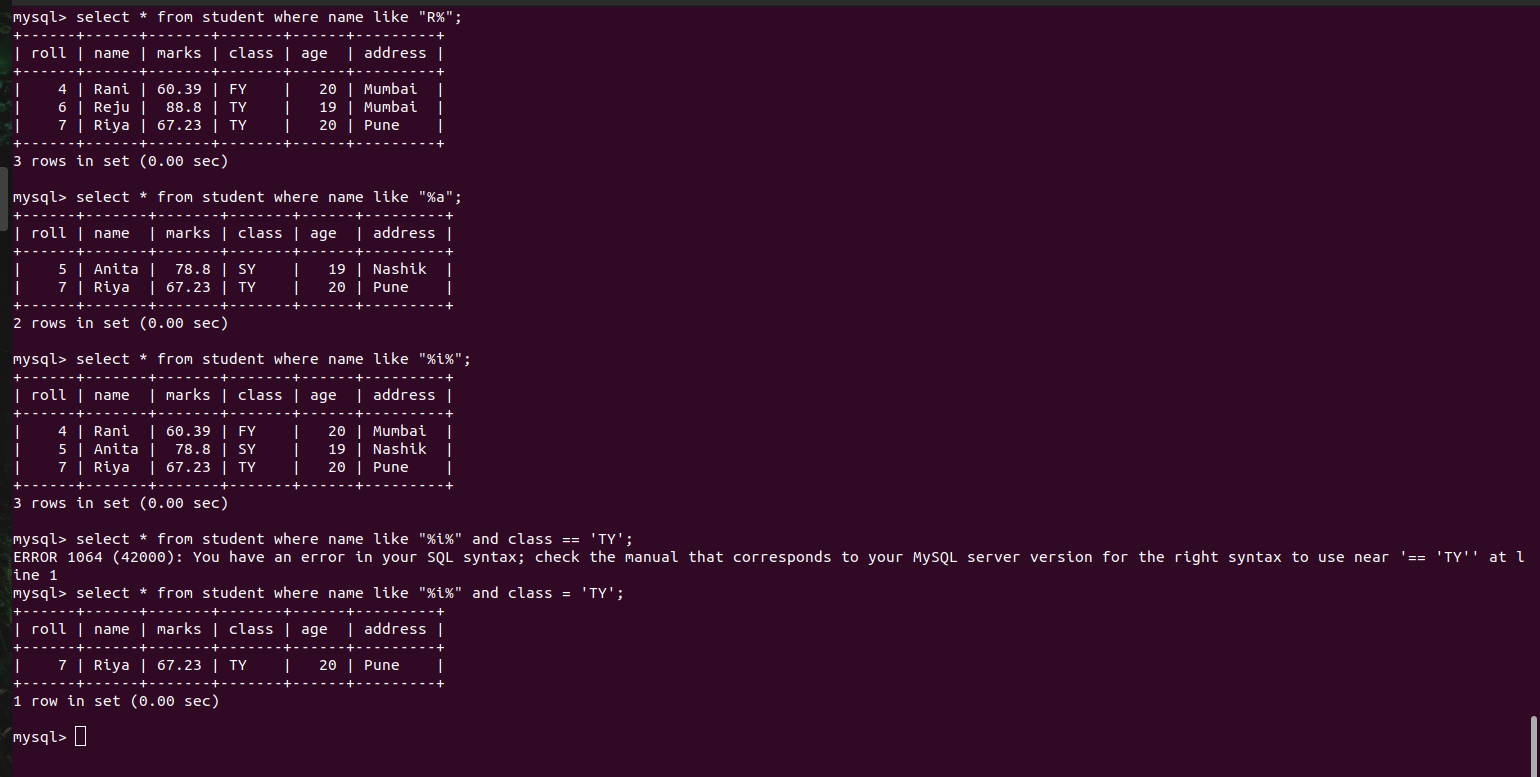 mysql> select * from student where name like "R%";
+------+------+-------+-------+------+---------+
| roll | name | marks | class | age  | address |
+------+------+-------+-------+------+---------+
|    4 | Rani | 60.39 | FY    |   20 | Mumbai  |
|    6 | Reju |  88.8 | TY    |   19 | Mumbai  |
|    7 | Riya | 67.23 | TY    |   20 | Pune    |
+------+------+-------+-------+------+---------+
3 rows in set (0.00 sec)

mysql> select * from student where name like "%a";
+------+-------+-------+-------+------+---------+
| roll | name  | marks | class | age  | address |
+------+-------+-------+-------+------+---------+
|    5 | Anita |  78.8 | SY    |   19 | Nashik  |
|    7 | Riya  | 67.23 | TY    |   20 | Pune    |
+------+-------+-------+-------+------+---------+
2 rows in set (0.00 sec)

mysql> select * from student where name like "%i%";
+------+-------+-------+-------+------+---------+
| roll | name  | marks | class | age  | address |
+------+-------+-------+-------+------+---------+
|    4 | Rani  | 60.39 | FY    |   20 | Mumbai  |
|    5 | Anita |  78.8 | SY    |   19 | Nashik  |
|    7 | Riya  | 67.23 | TY    |   20 | Pune    |
+------+-------+-------+-------+------+---------+
3 rows in set (0.00 sec)

mysql> select * from student where name like "%i%" and class == 'TY';
ERROR 1064 (42000): You have an error in your SQL syntax; check the manual that corresponds to your MySQL server version for the right syntax to use near '== 'TY'' at l
ine 1
mysql> select * from student where name like "%i%" and class = 'TY';
+------+------+-------+-------+------+---------+
| roll | name | marks | class | age  | address |
+------+------+-------+-------+------+---------+
|    7 | Riya | 67.23 | TY    |   20 | Pune    |
+------+------+-------+-------+------+---------+
1 row in set (0.00 sec)

mysql>